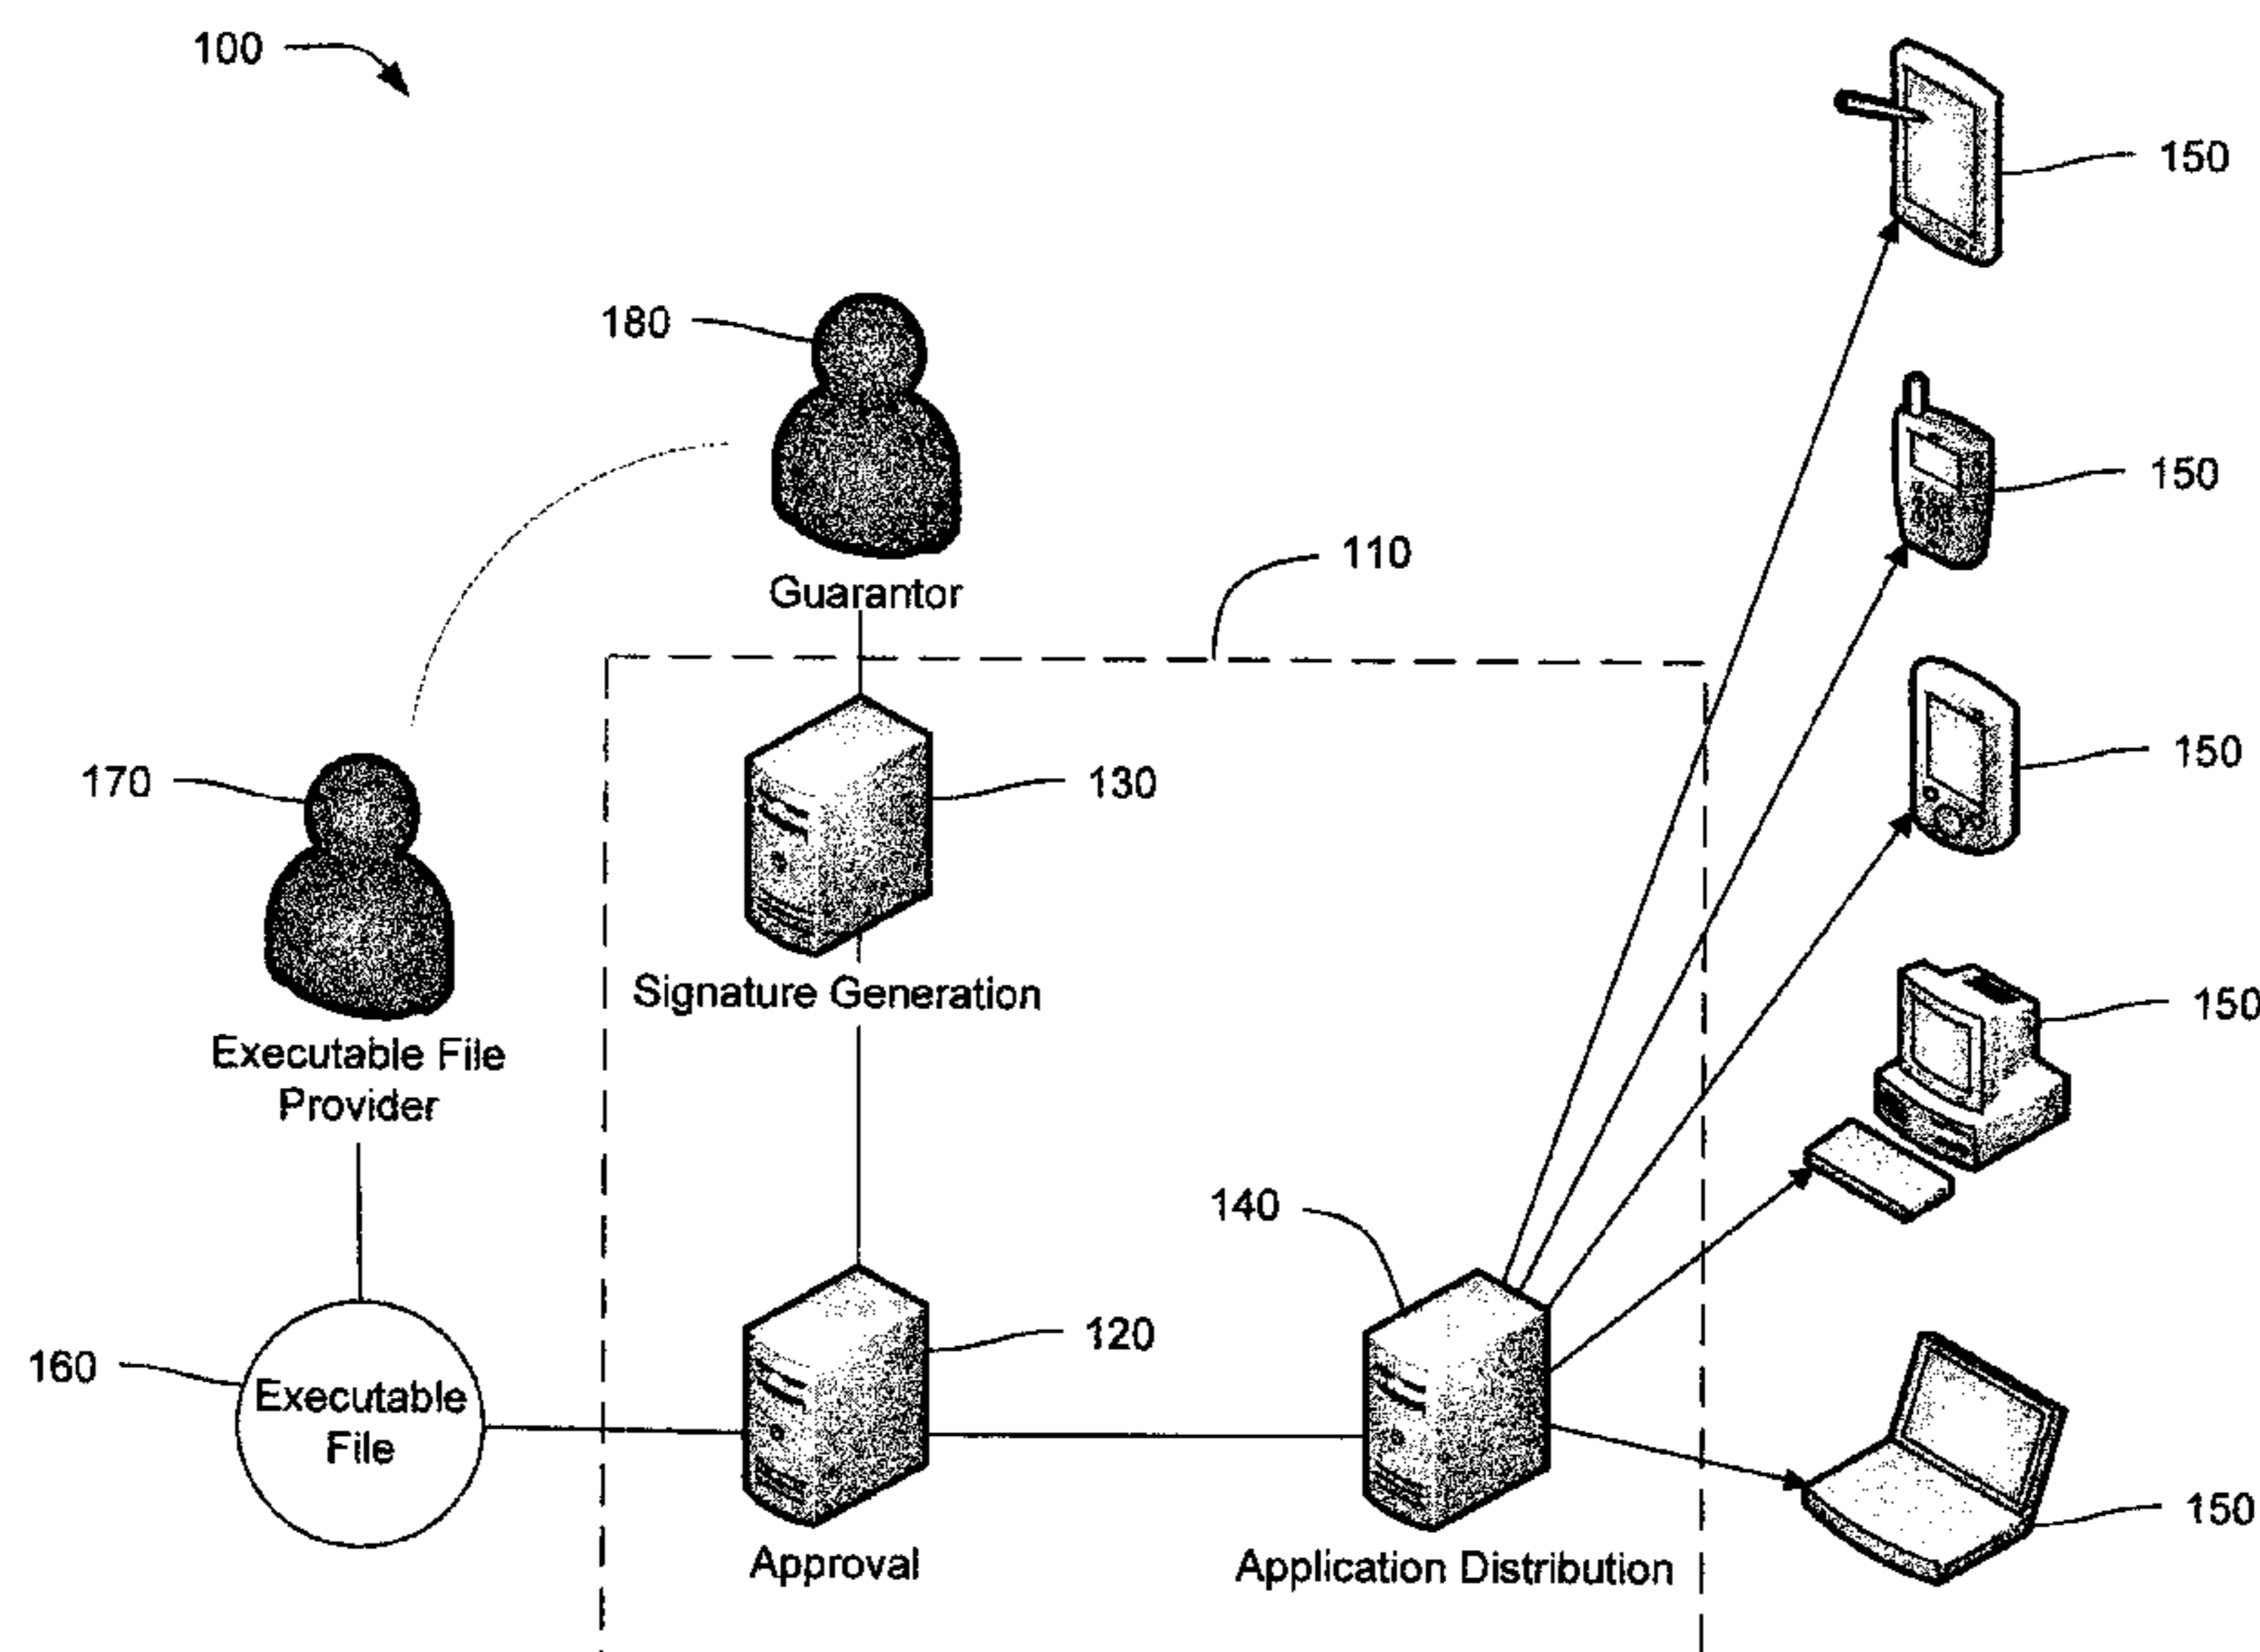 100
150
180
150
110
Guarantor
150
170
130
Signature Generation
150
Executable File
Provider
140
120
160
Executable
File
150
Approval
Application Distribution